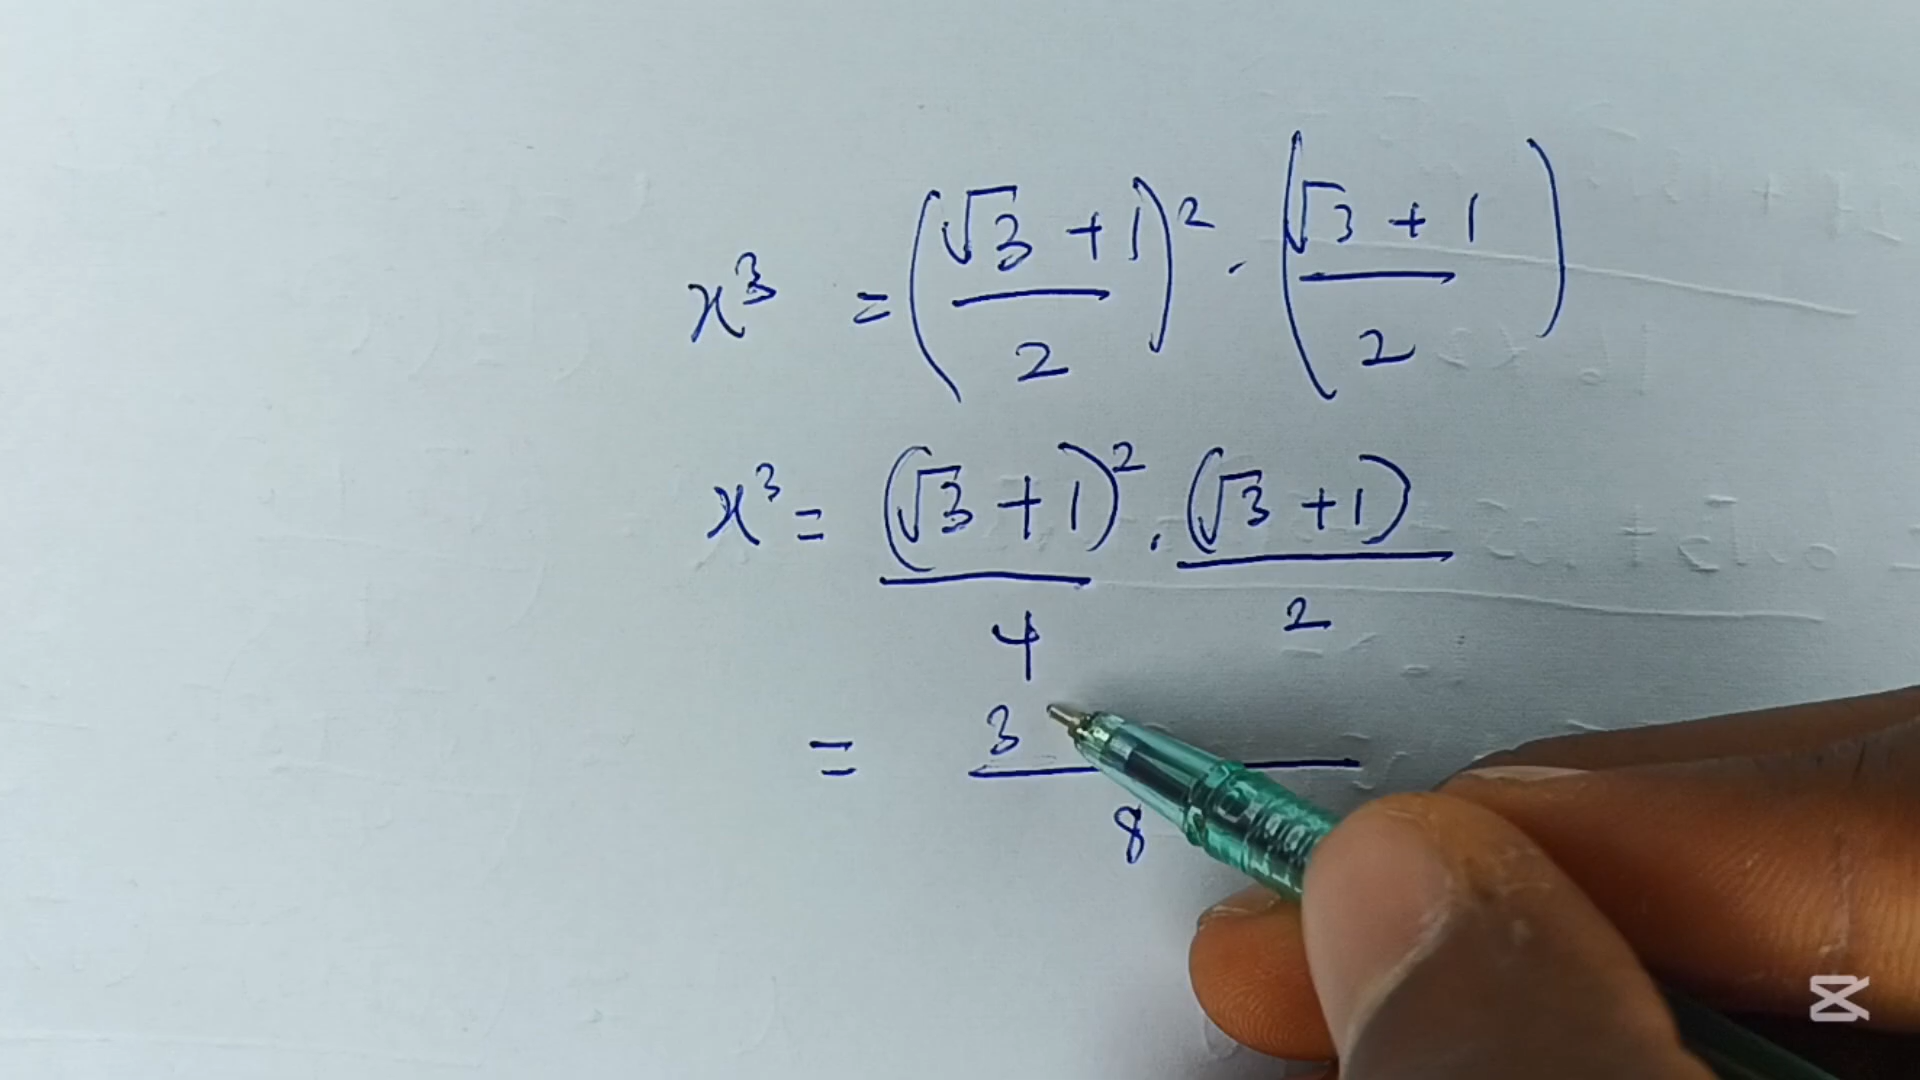 x³ = ((√3 + 1)/2)² · ((√3 + 1)/2)
x³ = (√3 + 1)²/4 · (√3 + 1)/2
= 3/8